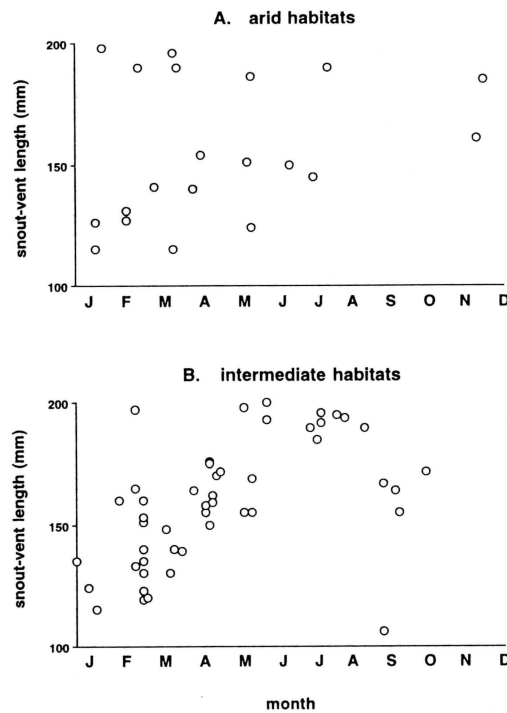 A. arid habitats
snout-vent length (mm)
200
150
100
J F M A M J J A S O N D
B. intermediate habitats
snout-vent length (mm)
200
150
100
J F M A M J J A S O N D
month